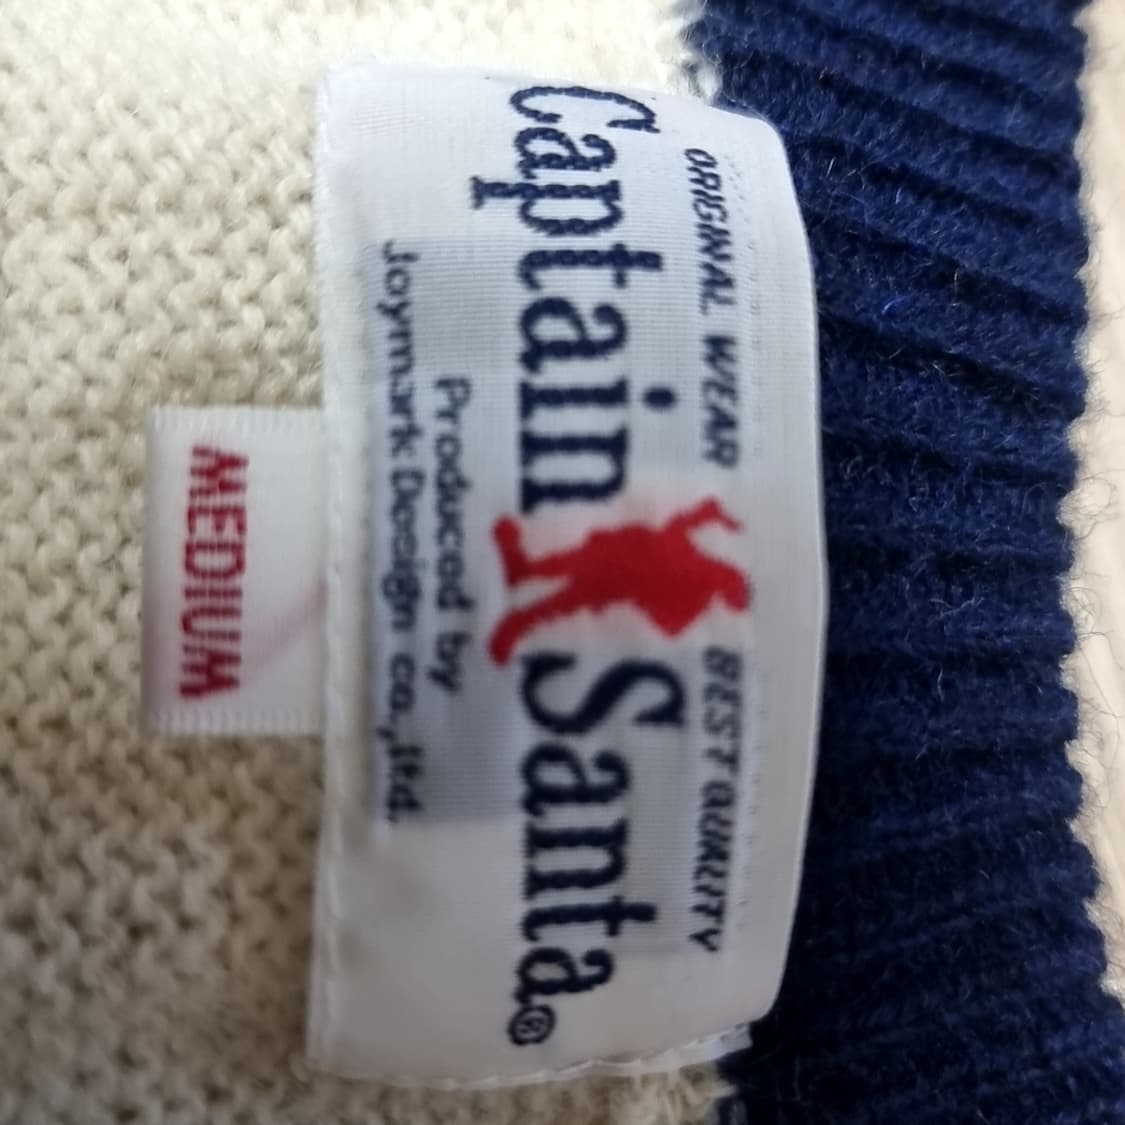 ORIGINAL WEAR BEST QUALITY
Captain Santa®
Produced by
Joymark Design co.,ltd.
MEDIUM